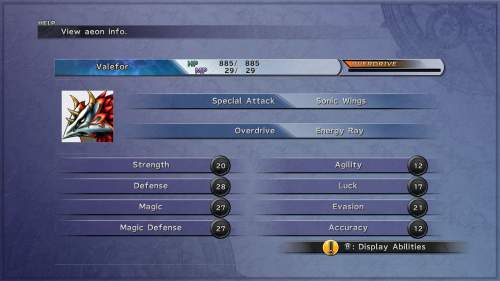 HELP
View aeon info.
Valefor HP 885/ 885 OVERDRIVE
MP 29/ 29
Special Attack Sonic Wings
Overdrive Energy Ray
Strength 20 Agility 12
Defense 28 Luck 17
Magic 27 Evasion 21
Magic Defense 27 Accuracy 12
: Display Abilities